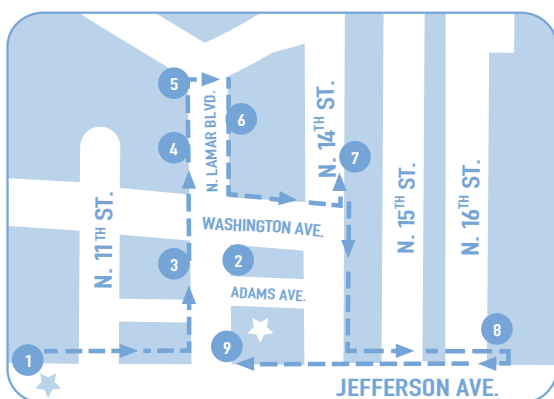 5
N. LAMAR BLVD.
6
4
N. 14TH ST.
7
N. 11TH ST.
N. 15TH ST.
N. 16TH ST.
WASHINGTON AVE.
3
2
ADAMS AVE.
1
9
8
JEFFERSON AVE.